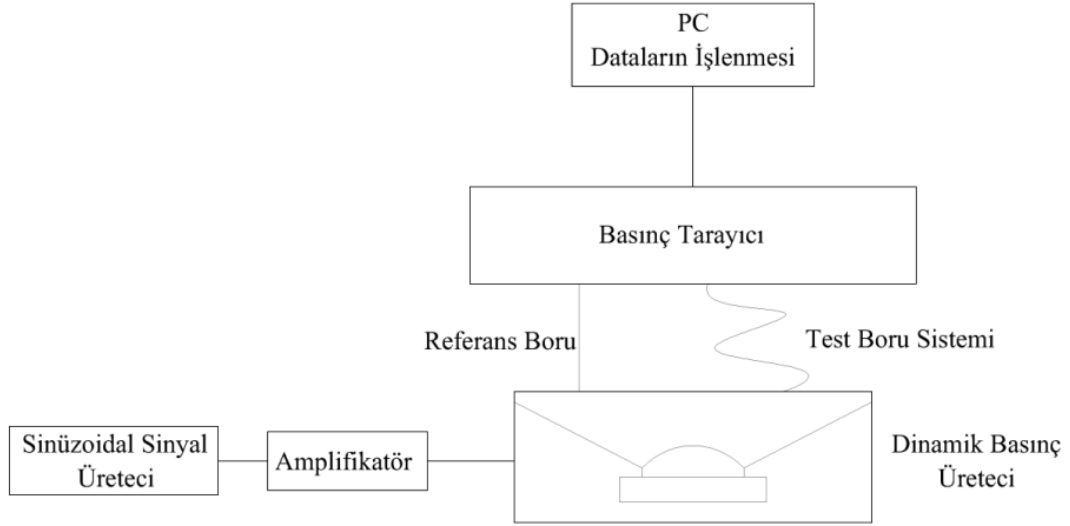 PC
Dataların İşlenmesi
Basınç Tarayıcı
Referans Boru
Test Boru Sistemi
Sinüzoidal Sinyal
Üreteci
Amplifikatör
Dinamik Basınç
Üreteci